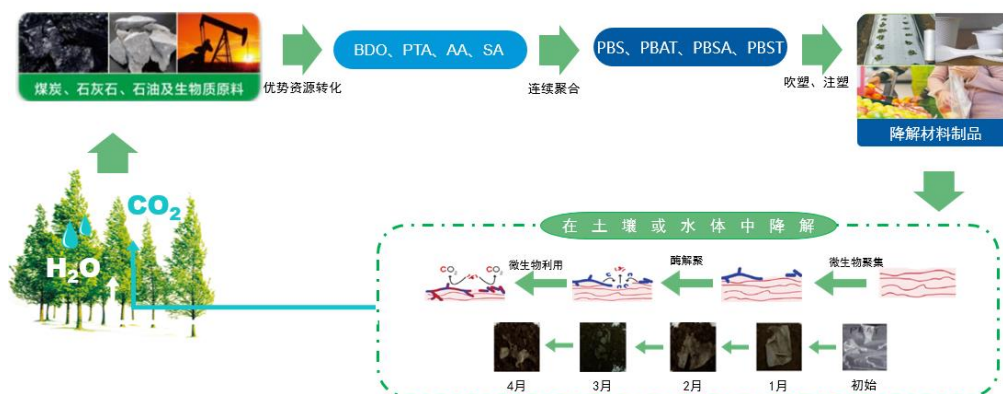 煤炭、石灰石、石油及生物质原料
优势资源转化
BDO、PTA、AA、SA
连续聚合
PBS、PBAT、PBSA、PBST
吹塑、注塑
降解材料制品
CO₂
H₂O
在土壤或水体中降解
CO₂
CO₂
微生物利用
酶解聚
微生物聚集
4月
3月
2月
1月
初始